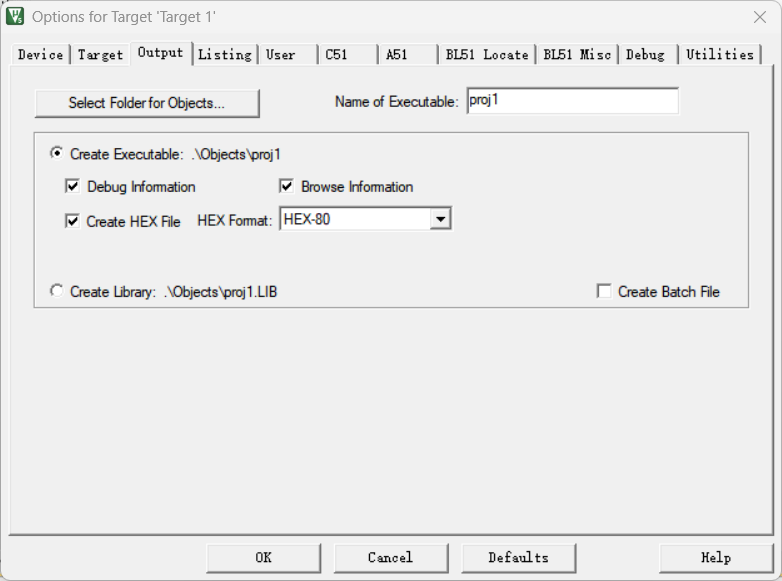 Options for Target 'Target 1'
Device Target Output Listing User C51 A51 BL51 Locate BL51 Misc Debug Utilities
Select Folder for Objects... Name of Executable: proj1
Create Executable: .\Objects\proj1
Debug Information Browse Information
Create HEX File HEX Format: HEX-80
Create Library: .\Objects\proj1.LIB Create Batch File
OK Cancel Defaults Help